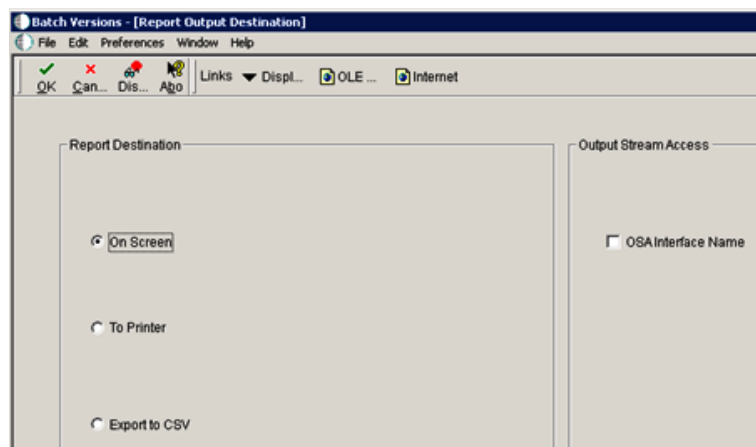 Batch Versions - [Report Output Destination]
File Edit Preferences Window Help
OK Can... Dis... Abo Links Displ... OLE ... Internet
Report Destination
Output Stream Access
On Screen
OSA Interface Name
To Printer
Export to CSV